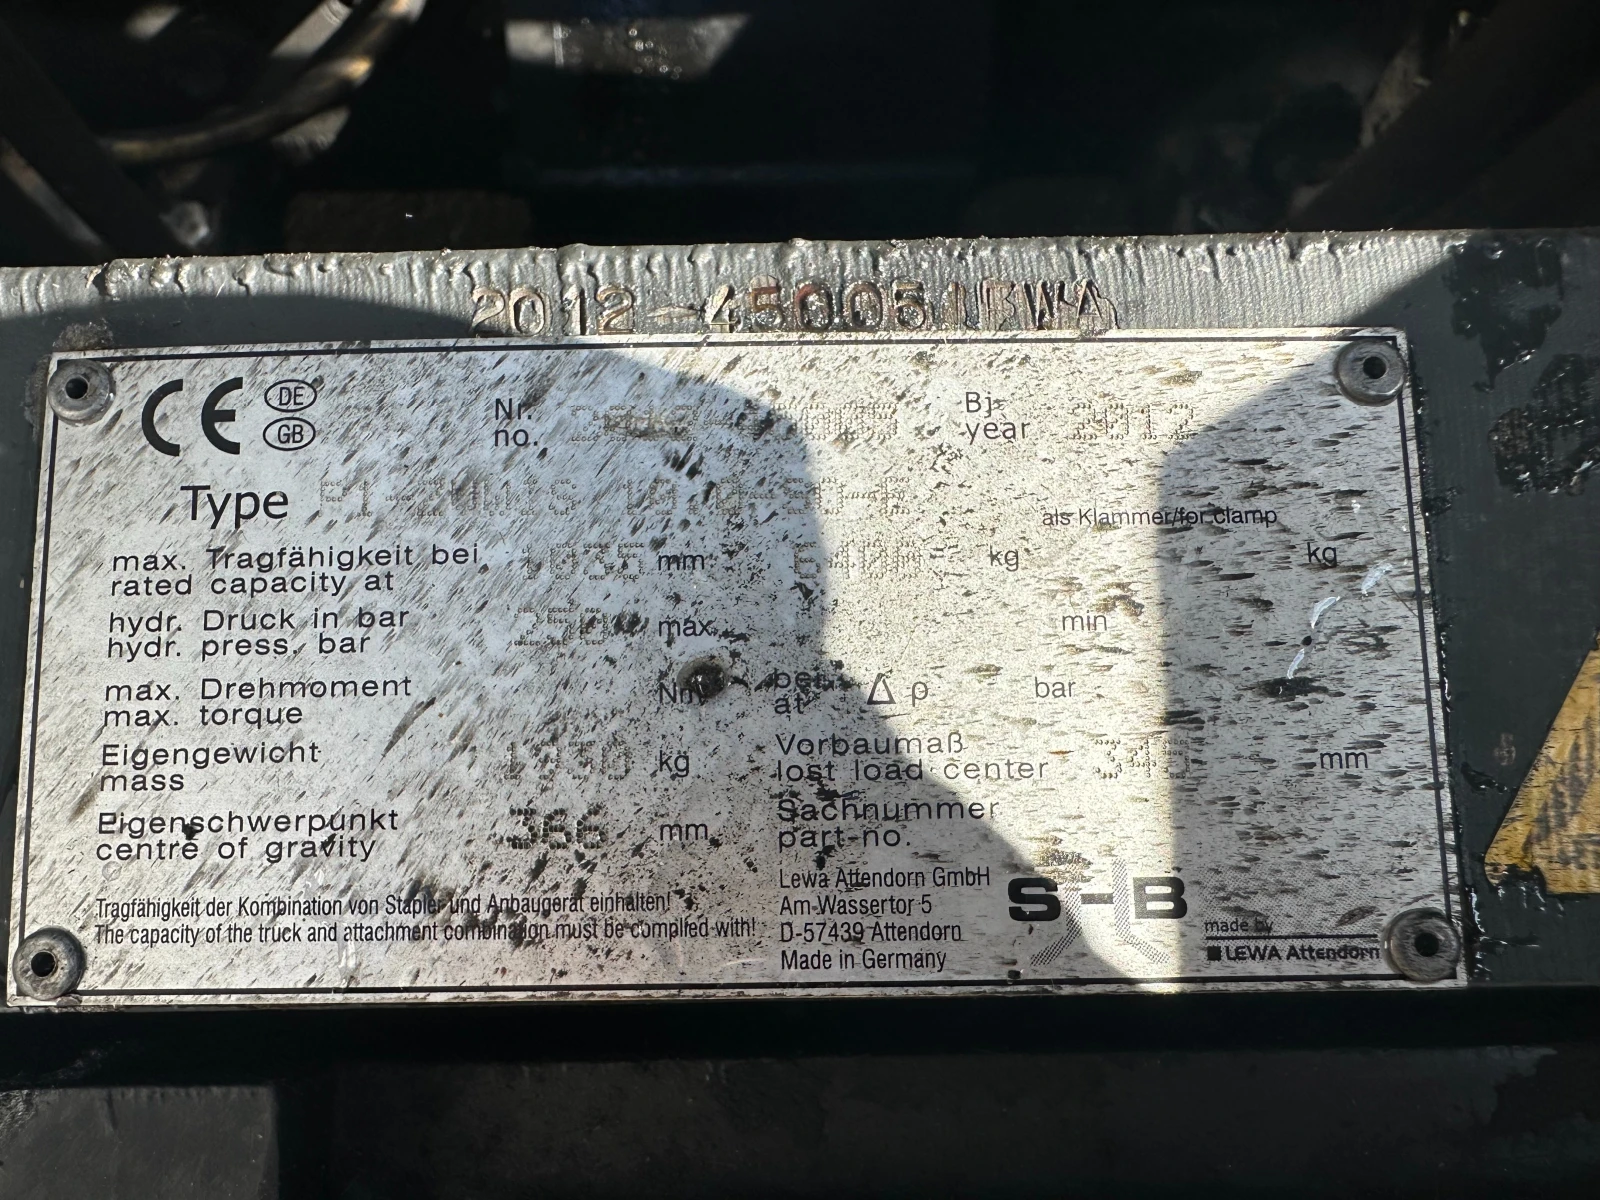 2012-450051EWA
CE DE GB
Nr. no. Bj. year 2012
Type als Klammer/for clamp
max. Tragfähigkeit bei mm kg kg
rated capacity at
hydr. Druck in bar max. min
hydr. press. bar
max. Drehmoment Nm bei Δ ρ bar
max. torque at
Eigengewicht kg Vorbaumaß mm
mass lost load center
Eigenschwerpunkt 366 mm Sachnummer
centre of gravity part-no.
Tragfähigkeit der Kombination von Stapler und Anbaugerät einhalten!
The capacity of the truck and attachment combination must be complied with!
Lewa Attendorn GmbH
Am Wassertor 5
D-57439 Attendorn
Made in Germany
S-B
made by
LEWA Attendorn